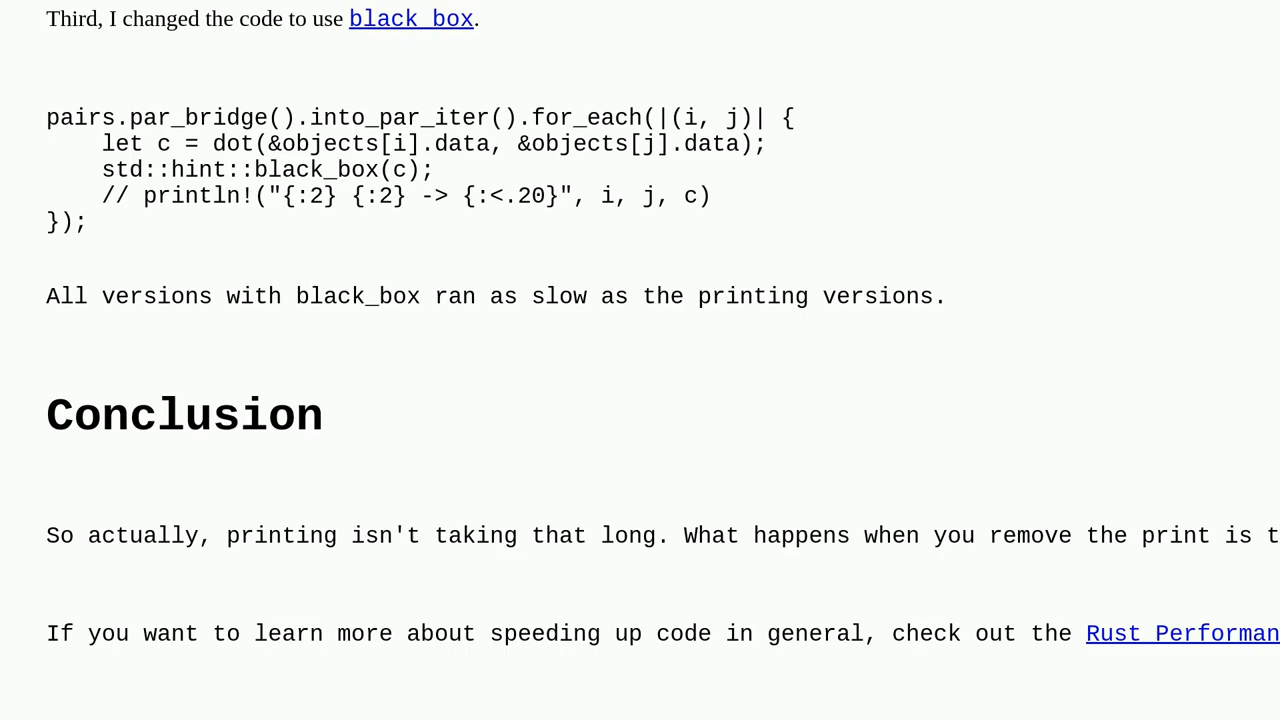 Third, I changed the code to use black_box.
pairs.par_bridge().into_par_iter().for_each(|(i, j)| {
    let c = dot(&objects[i].data, &objects[j].data);
    std::hint::black_box(c);
    // println!("{:2} {:2} -> {:<.20}", i, j, c)
});
All versions with black_box ran as slow as the printing versions.
Conclusion
So actually, printing isn't taking that long. What happens when you remove the print is t
If you want to learn more about speeding up code in general, check out the Rust Performan